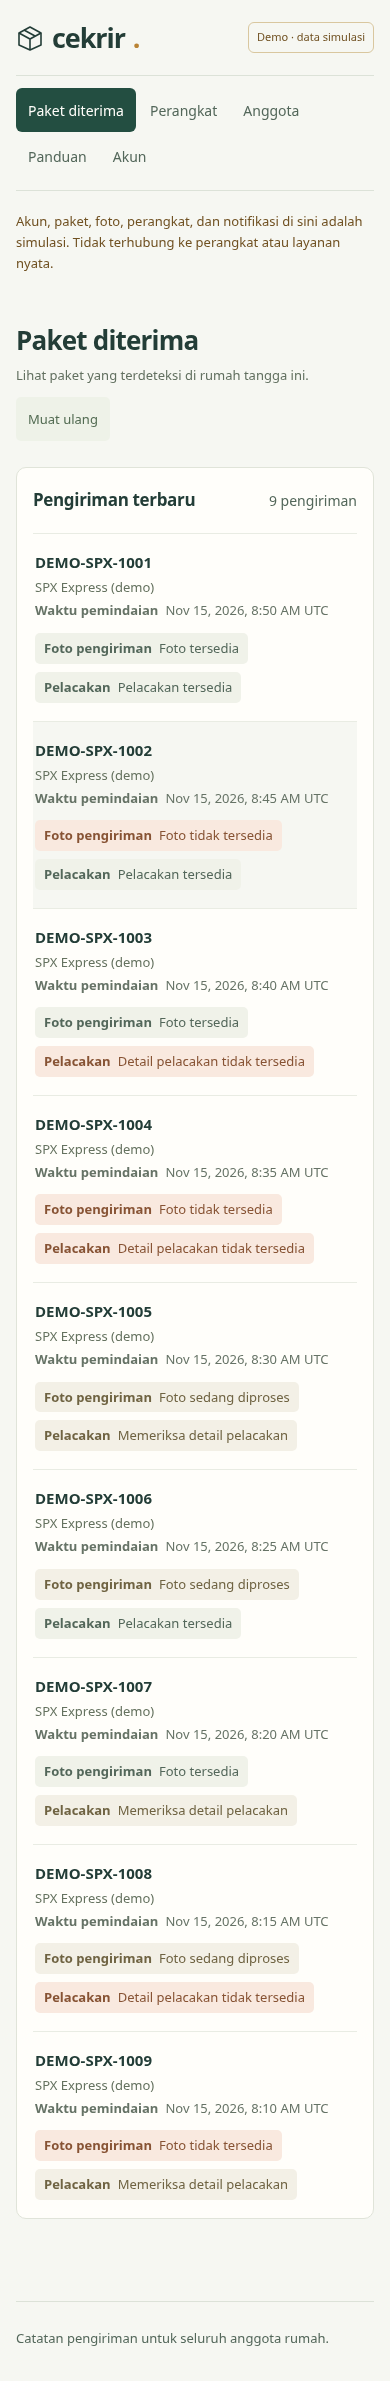 cekrir.
Demo · data simulasi
Paket diterima
Perangkat
Anggota
Panduan
Akun
Akun, paket, foto, perangkat, dan notifikasi di sini adalah
simulasi. Tidak terhubung ke perangkat atau layanan
nyata.
Paket diterima
Lihat paket yang terdeteksi di rumah tangga ini.
Muat ulang
Pengiriman terbaru
9 pengiriman
DEMO-SPX-1001
SPX Express (demo)
Waktu pemindaian Nov 15, 2026, 8:50 AM UTC
Foto pengiriman Foto tersedia
Pelacakan Pelacakan tersedia
DEMO-SPX-1002
SPX Express (demo)
Waktu pemindaian Nov 15, 2026, 8:45 AM UTC
Foto pengiriman Foto tidak tersedia
Pelacakan Pelacakan tersedia
DEMO-SPX-1003
SPX Express (demo)
Waktu pemindaian Nov 15, 2026, 8:40 AM UTC
Foto pengiriman Foto tersedia
Pelacakan Detail pelacakan tidak tersedia
DEMO-SPX-1004
SPX Express (demo)
Waktu pemindaian Nov 15, 2026, 8:35 AM UTC
Foto pengiriman Foto tidak tersedia
Pelacakan Detail pelacakan tidak tersedia
DEMO-SPX-1005
SPX Express (demo)
Waktu pemindaian Nov 15, 2026, 8:30 AM UTC
Foto pengiriman Foto sedang diproses
Pelacakan Memeriksa detail pelacakan
DEMO-SPX-1006
SPX Express (demo)
Waktu pemindaian Nov 15, 2026, 8:25 AM UTC
Foto pengiriman Foto sedang diproses
Pelacakan Pelacakan tersedia
DEMO-SPX-1007
SPX Express (demo)
Waktu pemindaian Nov 15, 2026, 8:20 AM UTC
Foto pengiriman Foto tersedia
Pelacakan Memeriksa detail pelacakan
DEMO-SPX-1008
SPX Express (demo)
Waktu pemindaian Nov 15, 2026, 8:15 AM UTC
Foto pengiriman Foto sedang diproses
Pelacakan Detail pelacakan tidak tersedia
DEMO-SPX-1009
SPX Express (demo)
Waktu pemindaian Nov 15, 2026, 8:10 AM UTC
Foto pengiriman Foto tidak tersedia
Pelacakan Memeriksa detail pelacakan
Catatan pengiriman untuk seluruh anggota rumah.